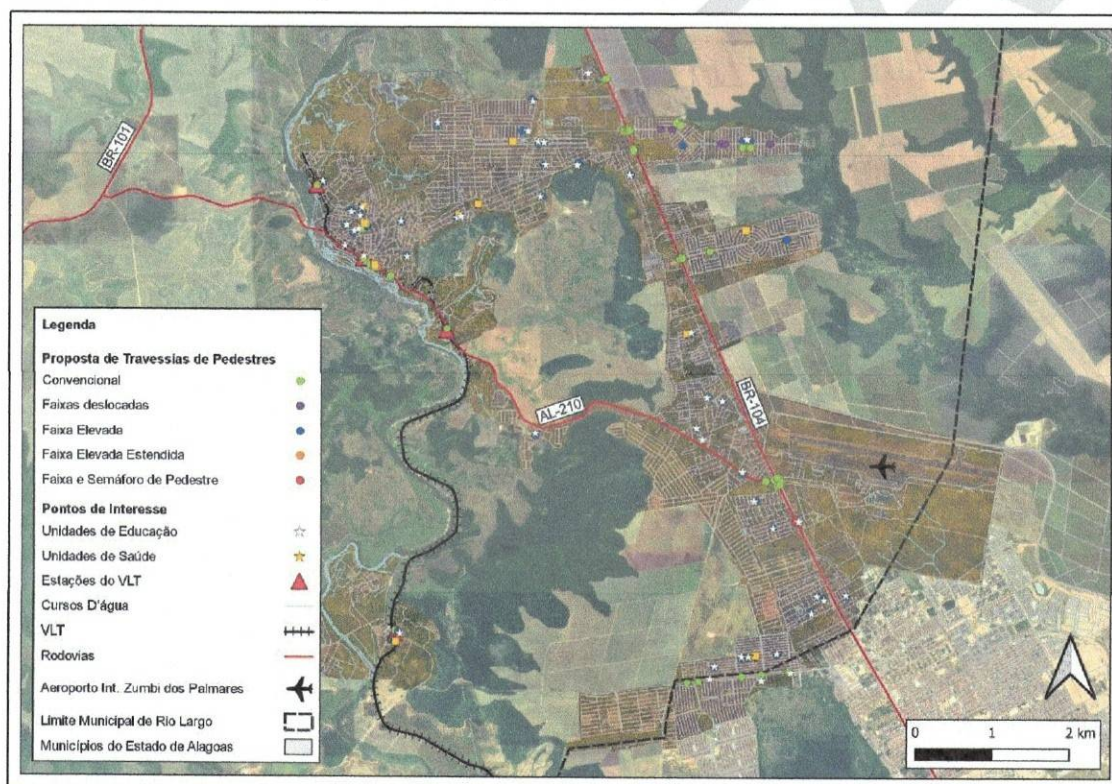 BR-101
AL-210
BR-104
Legenda
Proposta de Travessias de Pedestres
Convencional
Faixas deslocadas
Faixa Elevada
Faixa Elevada Estendida
Faixa e Semáforo de Pedestre
Pontos de Interesse
Unidades de Educação
Unidades de Saúde
Estações do VLT
Cursos D'água
VLT
Rodovias
Aeroporto Int. Zumbi dos Palmares
Limite Municipal de Rio Largo
Municípios do Estado de Alagoas
0 1 2 km